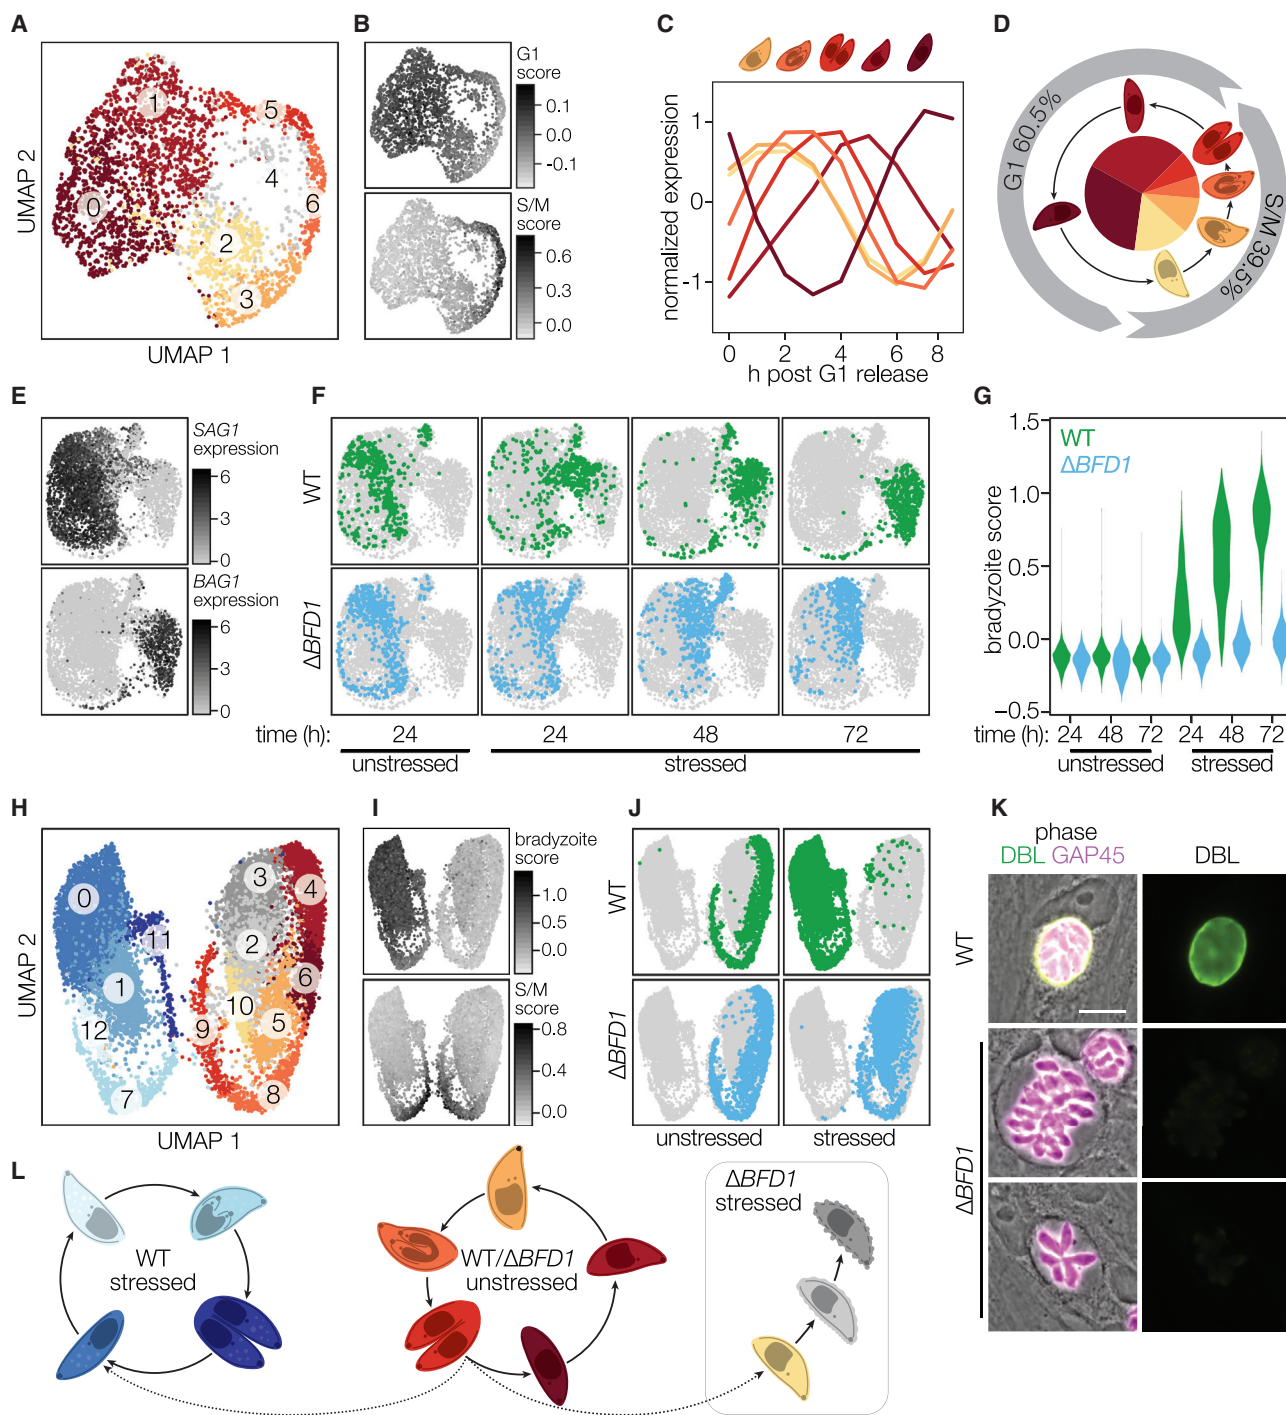 A
UMAP 2
UMAP 1
0
1
2
3
4
5
6
B
G1
score
0.1
0.0
-0.1
S/M
score
0.6
0.3
0.0
C
normalized expression
1
0
-1
0
2
4
6
8
h post G1 release
D
G1 60.5%
S/M 39.5%
E
SAG1
expression
6
3
0
BAG1
expression
6
3
0
F
WT
ΔBFD1
time (h):
24
24
48
72
unstressed
stressed
G
bradyzoite score
1.5
1.0
0.5
0.0
−0.5
WT
ΔBFD1
time (h):
24
48
72
24
48
72
unstressed
stressed
H
UMAP 2
UMAP 1
0
1
2
3
4
5
6
7
8
9
10
11
12
I
bradyzoite
score
1.0
0.5
0.0
S/M
score
0.8
0.4
0.0
J
WT
ΔBFD1
unstressed
stressed
K
phase
DBL GAP45
DBL
WT
ΔBFD1
L
WT
stressed
WT/ΔBFD1
unstressed
ΔBFD1
stressed